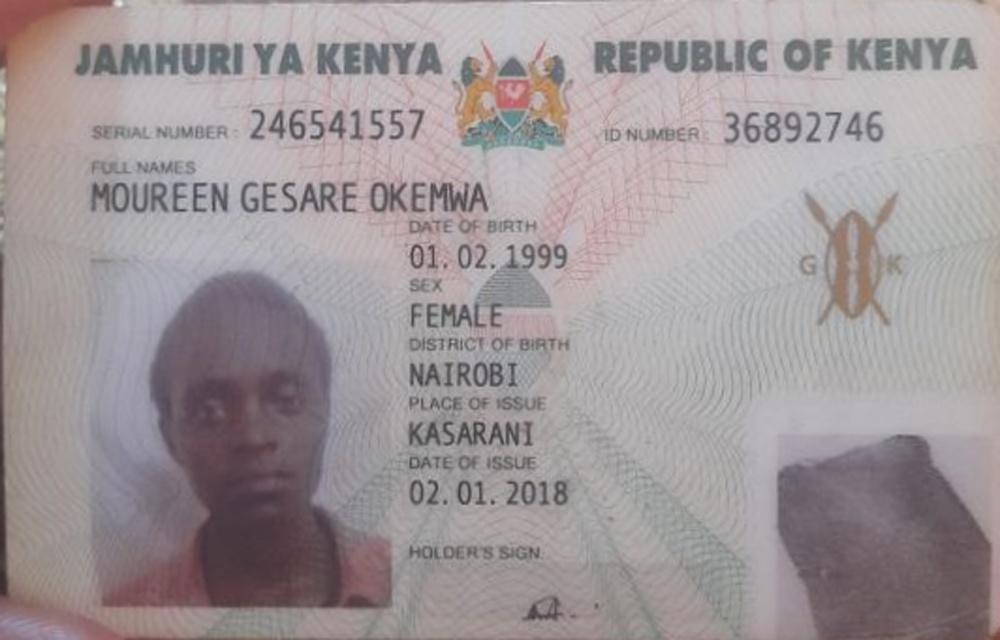 JAMHURI YA KENYA REPUBLIC OF KENYA
SERIAL NUMBER : 246541557 ID NUMBER : 36892746
FULL NAMES
MOUREEN GESARE OKEMWA
DATE OF BIRTH
01.02.1999
G K
SEX
FEMALE
DISTRICT OF BIRTH
NAIROBI
PLACE OF ISSUE
KASARANI
DATE OF ISSUE
02.01.2018
HOLDER'S SIGN.